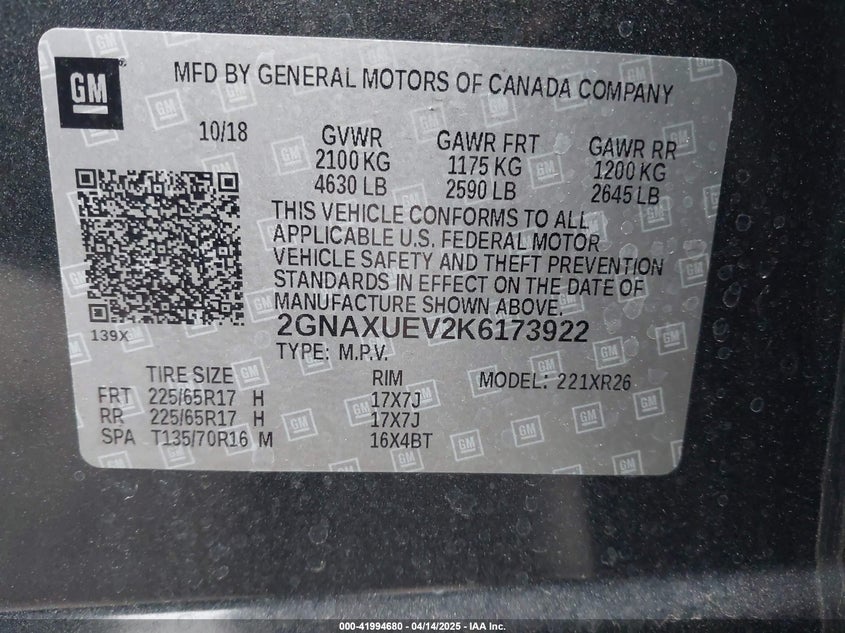 GM
MFD BY GENERAL MOTORS OF CANADA COMPANY
10/18 GVWR GAWR FRT GAWR RR
2100 KG 1175 KG 1200 KG
4630 LB 2590 LB 2645 LB
THIS VEHICLE CONFORMS TO ALL
APPLICABLE U.S. FEDERAL MOTOR
VEHICLE SAFETY AND THEFT PREVENTION
STANDARDS IN EFFECT ON THE DATE OF
MANUFACTURE SHOWN ABOVE.
139X 2GNAXUEV2K6173922
TYPE: M.P.V.
TIRE SIZE RIM MODEL: 221XR26
FRT 225/65R17 H 17X7J
RR 225/65R17 H 17X7J
SPA T135/70R16 M 16X4BT
000-41994680 - 04/14/2025 - IAA Inc.